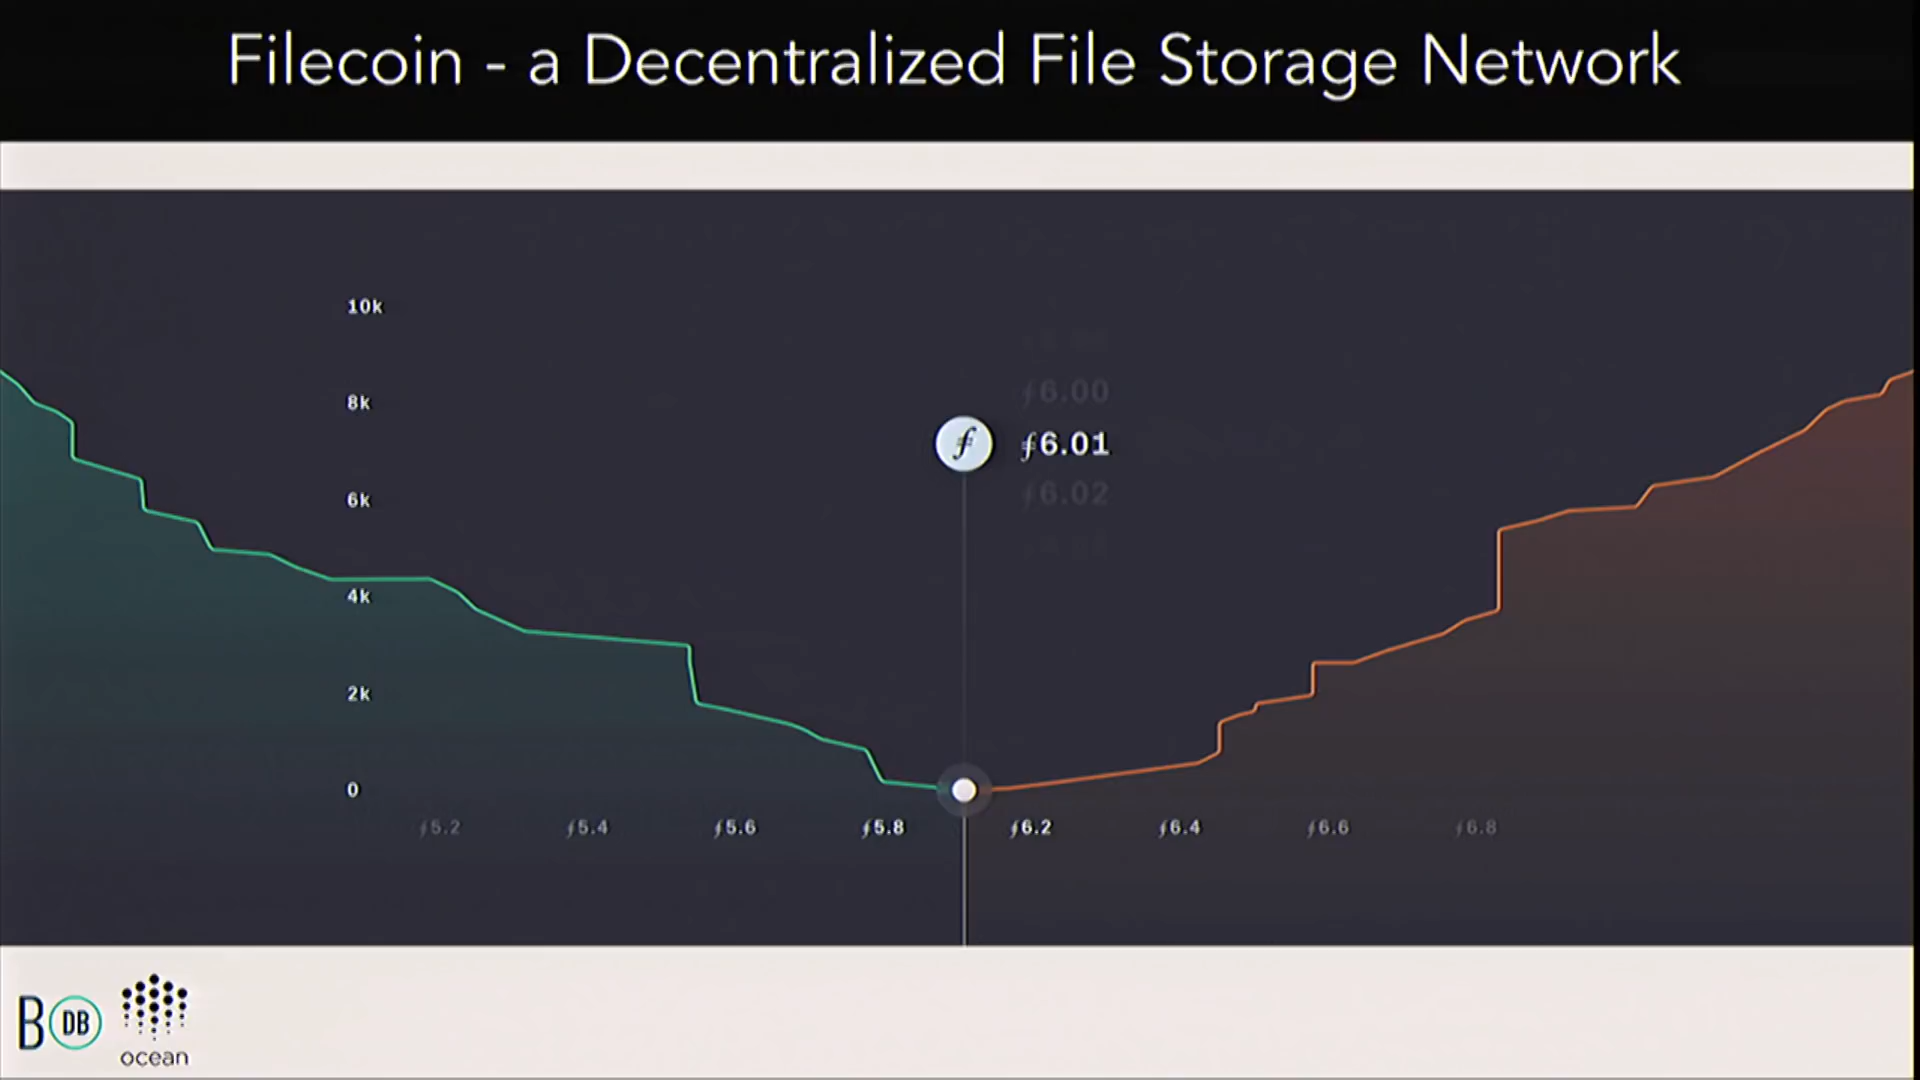 Filecoin - a Decentralized File Storage Network
10k
8k
6k
4k
2k
0
ƒ6.00
ƒ6.01
ƒ6.02
ƒ5.2 ƒ5.4 ƒ5.6 ƒ5.8 ƒ6.2 ƒ6.4 ƒ6.6 ƒ6.8
B DB
ocean